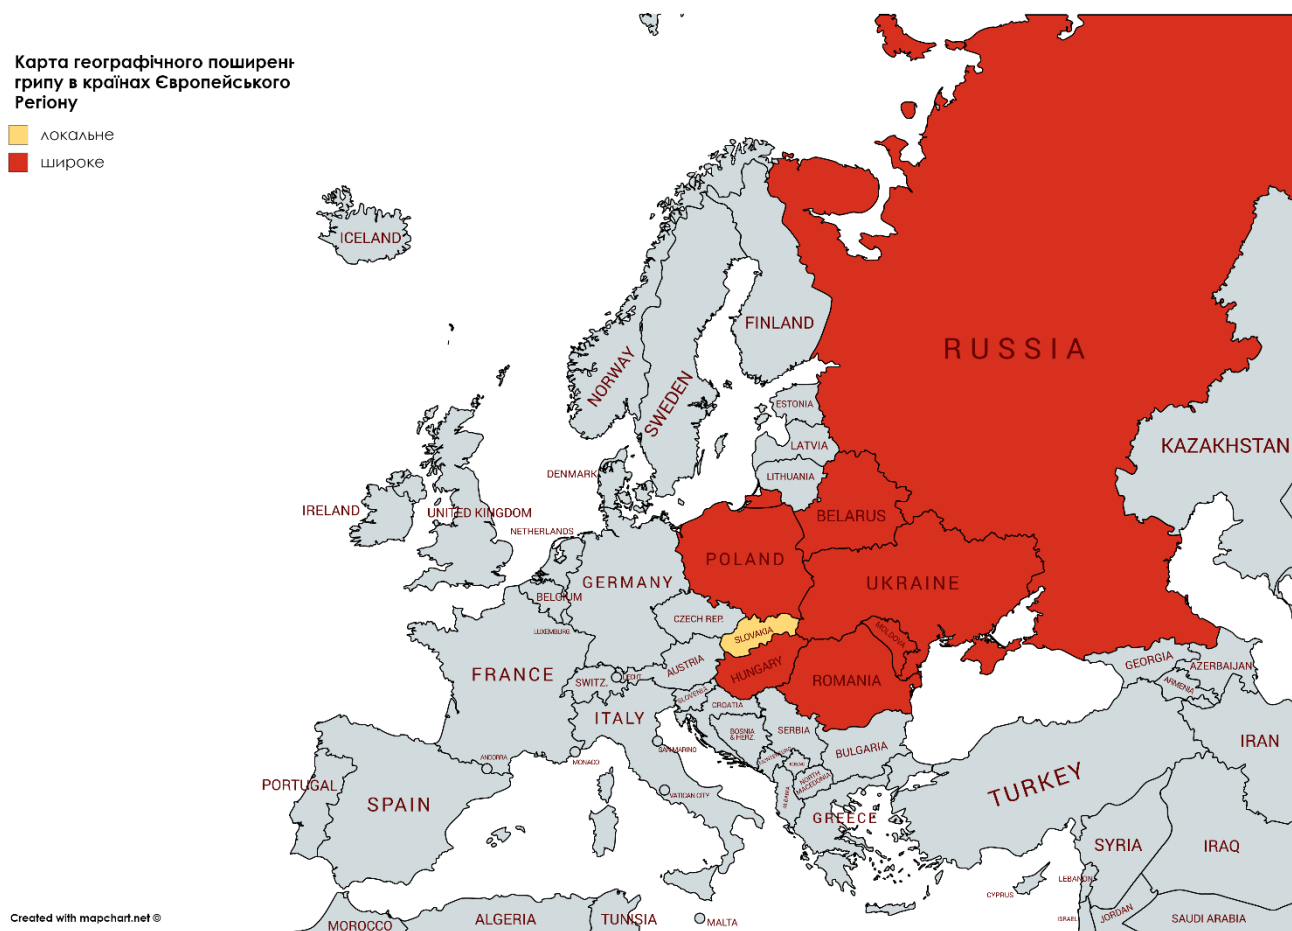 Карта географічного поширенн
грипу в країнах Європейського
Регіону
локальне
широке
ICELAND
FINLAND
NORWAY
SWEDEN
RUSSIA
ESTONIA
LATVIA
LITHUANIA
KAZAKHSTAN
DENMARK
IRELAND
UNITED KINGDOM
NETHERLANDS
BELARUS
POLAND
UKRAINE
GERMANY
BELGIUM
CZECH REP.
LUXEMBURG
SLOVAKIA
MOLDOVA
FRANCE
AUSTRIA
HUNGARY
ROMANIA
GEORGIA
AZERBAIJAN
ARMENIA
SWITZ.
LIECHT.
SLOVENIA
CROATIA
ITALY
BOSNIA
& HERZ.
SERBIA
BULGARIA
SAN MARINO
MONTENEGRO
KOSOVO
IRAN
ANDORRA
MONACO
PORTUGAL
SPAIN
VATICAN CITY
NORTH
MACEDONIA
ALBANIA
TURKEY
GREECE
SYRIA
IRAQ
CYPRUS
LEBANON
ISRAEL
JORDAN
SAUDI ARABIA
MOROCCO
ALGERIA
TUNISIA
MALTA
Created with mapchart.net ©